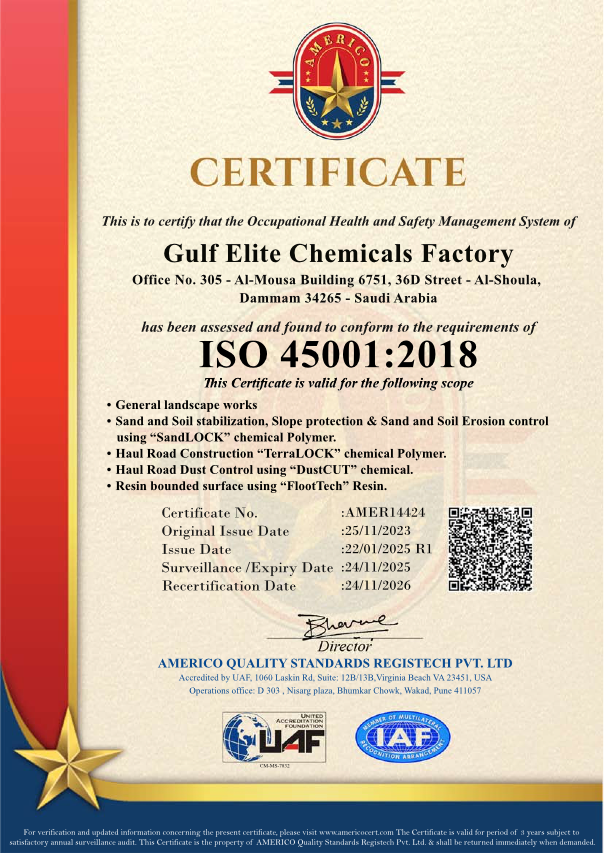 AMERICO
CERTIFICATE
This is to certify that the Occupational Health and Safety Management System of
Gulf Elite Chemicals Factory
Office No. 305 - Al-Mousa Building 6751, 36D Street - Al-Shoula,
Dammam 34265 - Saudi Arabia
has been assessed and found to conform to the requirements of
ISO 45001:2018
This Certificate is valid for the following scope
• General landscape works
• Sand and Soil stabilization, Slope protection & Sand and Soil Erosion control
using “SandLOCK” chemical Polymer.
• Haul Road Construction “TerraLOCK” chemical Polymer.
• Haul Road Dust Control using “DustCUT” chemical.
• Resin bounded surface using “FlootTech” Resin.
Certificate No. :AMER14424
Original Issue Date :25/11/2023
Issue Date :22/01/2025 R1
Surveillance /Expiry Date :24/11/2025
Recertification Date :24/11/2026
Director
AMERICO QUALITY STANDARDS REGISTECH PVT. LTD
Accredited by UAF, 1060 Laskin Rd, Suite: 12B/13B,Virginia Beach VA 23451, USA
Operations office: D 303 , Nisarg plaza, Bhumkar Chowk, Wakad, Pune 411057
UNITED
ACCREDITATION
FOUNDATION
UAF
CM-MS-7832
MEMBER OF MULTILATERAL
IAF
RECOGNITION ARRANGEMENT
For verification and updated information concerning the present certificate, please visit www.americocert.com The Certificate is valid for period of 3 years subject to
satisfactory annual surveillance audit. This Certificate is the property of AMERICO Quality Standards Registech Pvt. Ltd. & shall be returned immediately when demanded.